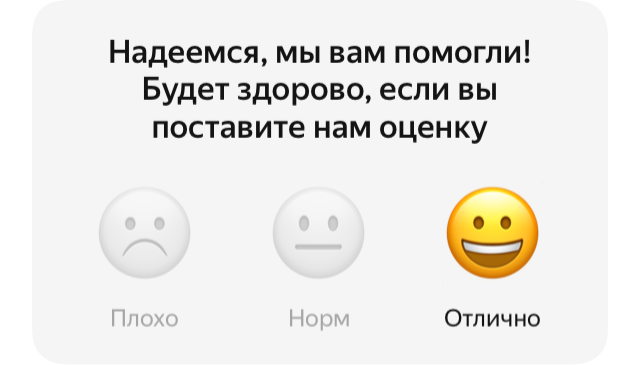 Надеемся, мы вам помогли!
Будет здорово, если вы
поставите нам оценку
Плохо
Норм
Отлично